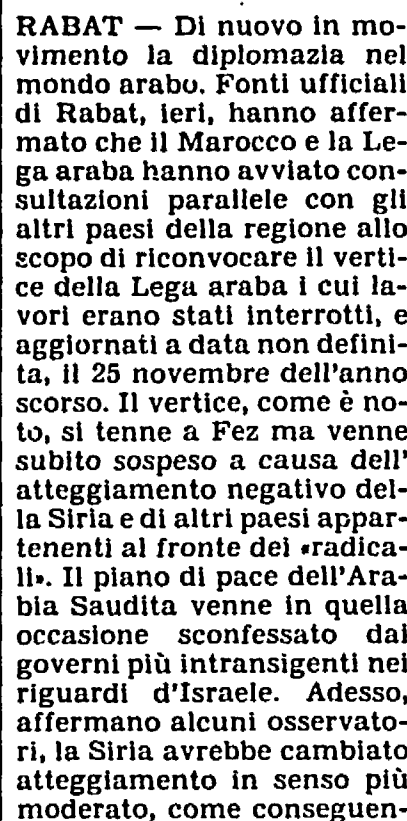 RABAT — Di nuovo in mo-
vimento la diplomazia nel
mondo arabo. Fonti ufficiali
di Rabat, ieri, hanno affer-
mato che il Marocco e la Le-
ga araba hanno avviato con-
sultazioni parallele con gli
altri paesi della regione allo
scopo di riconvocare il verti-
ce della Lega araba i cui la-
vori erano stati interrotti, e
aggiornati a data non defini-
ta, il 25 novembre dell'anno
scorso. Il vertice, come è no-
to, si tenne a Fez ma venne
subito sospeso a causa dell'
atteggiamento negativo del-
la Siria e di altri paesi appar-
tenenti al fronte dei «radica-
li». Il piano di pace dell'Ara-
bia Saudita venne in quella
occasione sconfessato dai
governi più intransigenti nei
riguardi d'Israele. Adesso,
affermano alcuni osservato-
ri, la Siria avrebbe cambiato
atteggiamento in senso più
moderato, come conseguen-